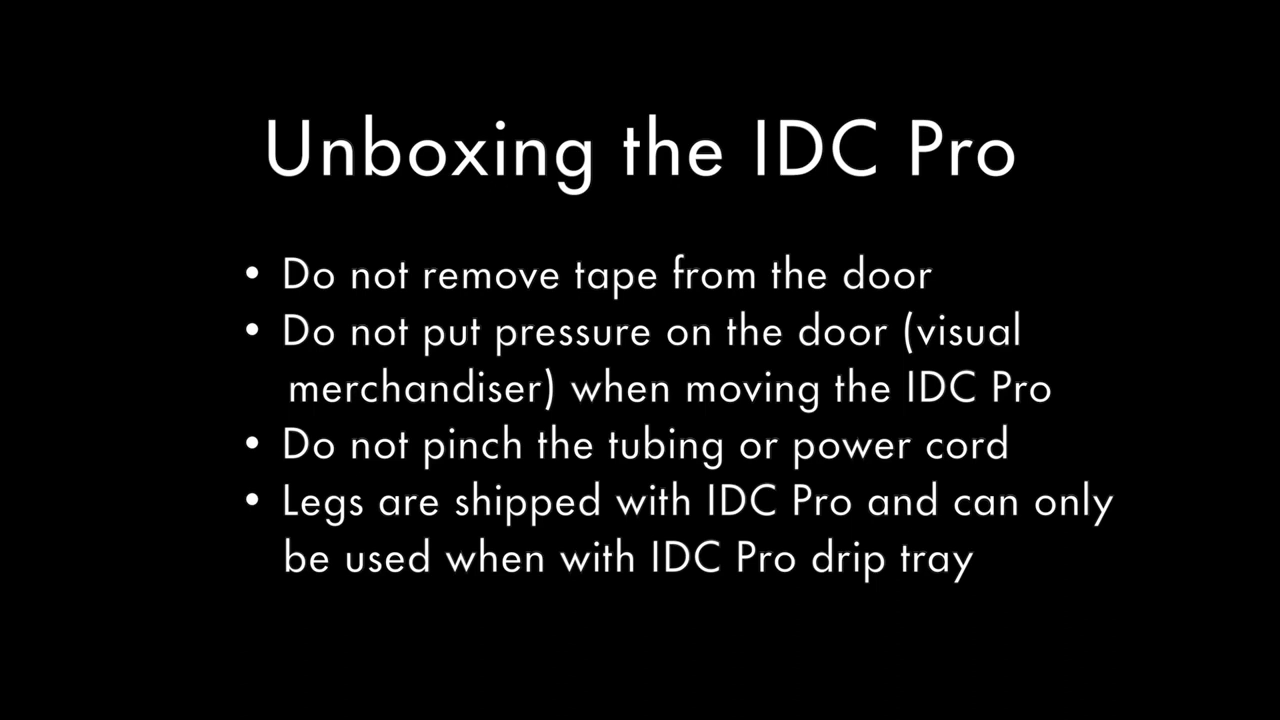 Unboxing the IDC Pro
• Do not remove tape from the door
• Do not put pressure on the door (visual
merchandiser) when moving the IDC Pro
• Do not pinch the tubing or power cord
• Legs are shipped with IDC Pro and can only
be used when with IDC Pro drip tray